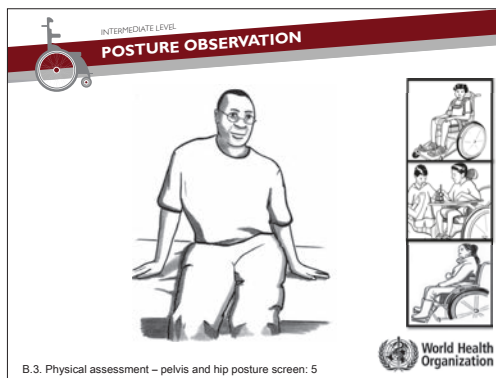 INTERMEDIATE LEVEL
POSTURE OBSERVATION
B.3. Physical assessment – pelvis and hip posture screen: 5
World Health
Organization